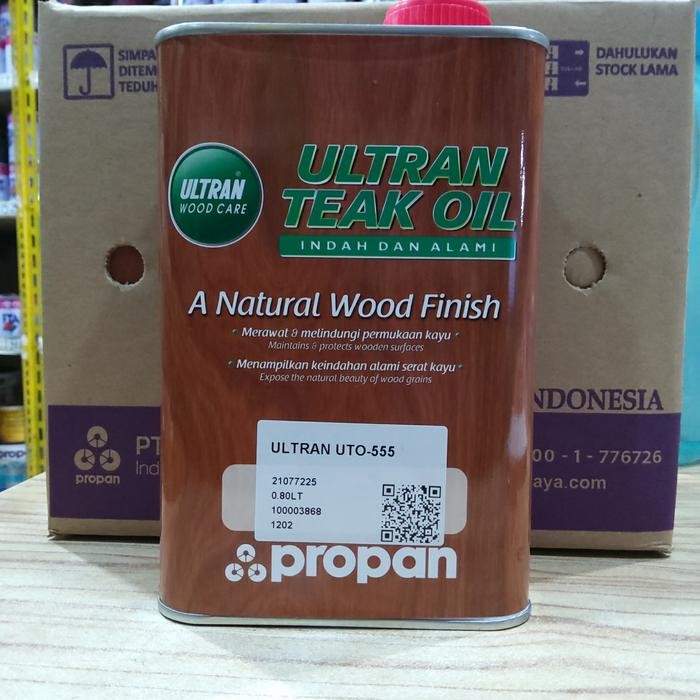 SIMPA
DITEM
TEDUH
DAHULUKAN
STOCK LAMA
ULTRAN®
WOOD CARE
ULTRAN
TEAK OIL
INDAH DAN ALAMI
A Natural Wood Finish
• Merawat & melindungi permukaan kayu •
Maintains & protects wooden surfaces
• Menampilkan keindahan alami serat kayu •
Expose the natural beauty of wood grains
ULTRAN UTO-555
21077225
0.80LT
100003868
1202
propan
propan
PT
Ind
NDONESIA
00 - 1 - 776726
aya.com